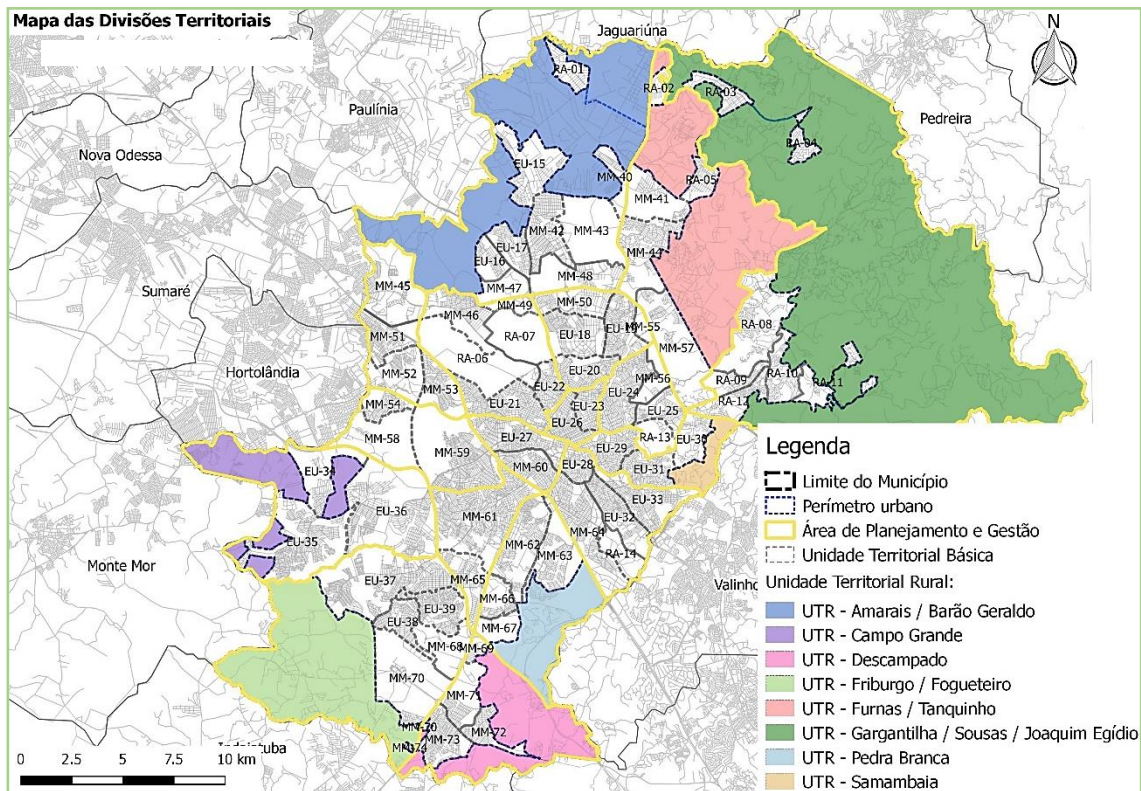 Mapa das Divisões Territoriais
Jaguariúna
N
RA-01
RA-02
RA-03
Paulínia
Pedreira
RA-04
Nova Odessa
EU-15
MM-40
RA-05
MM-41
MM-42
MM-43
EU-17
MM-44
EU-16
MM-48
MM-45
MM-47
Sumaré
MM-49
MM-50
MM-46
EU-18
MM-55
RA-08
MM-51
RA-07
MM-57
RA-06
Hortolândia
MM-52
EU-20
MM-56
RA-09
RA-10
MM-53
EU-22
EU-24
RA-11
MM-54
EU-21
EU-23
RA-12
EU-25
EU-26
MM-58
EU-27
EU-29
RA-13
EU-30
MM-59
MM-60
EU-28
EU-31
EU-34
EU-33
EU-36
MM-61
EU-32
EU-35
MM-62
MM-63
MM-64
RA-14
Monte Mor
EU-37
MM-65
Valinho
MM-66
EU-39
EU-38
MM-67
MM-68
MM-69
MM-70
MM-71
MM-72
MM-73
Legenda
Limite do Município
Perímetro urbano
Área de Planejamento e Gestão
Unidade Territorial Básica
Unidade Territorial Rural:
UTR - Amarais / Barão Geraldo
UTR - Campo Grande
UTR - Descampado
UTR - Friburgo / Fogueteiro
UTR - Furnas / Tanquinho
UTR - Gargantilha / Sousas / Joaquim Egídio
UTR - Pedra Branca
UTR - Samambaia
0 2.5 5 7.5 10 km